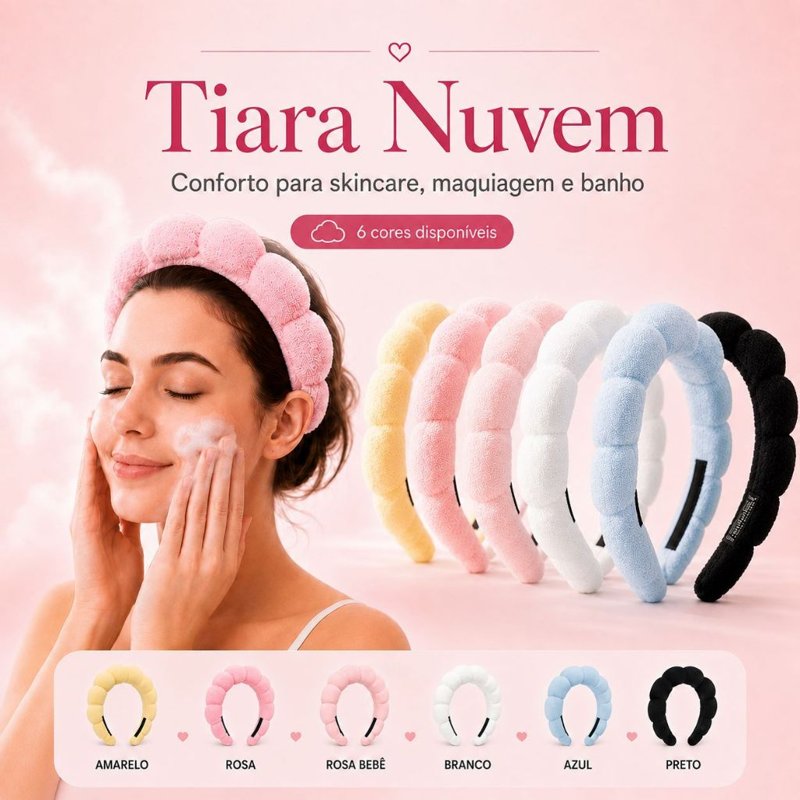 Tiara Nuvem
Conforto para skincare, maquiagem e banho
6 cores disponíveis
AMARELO
ROSA
ROSA BEBÊ
BRANCO
AZUL
PRETO